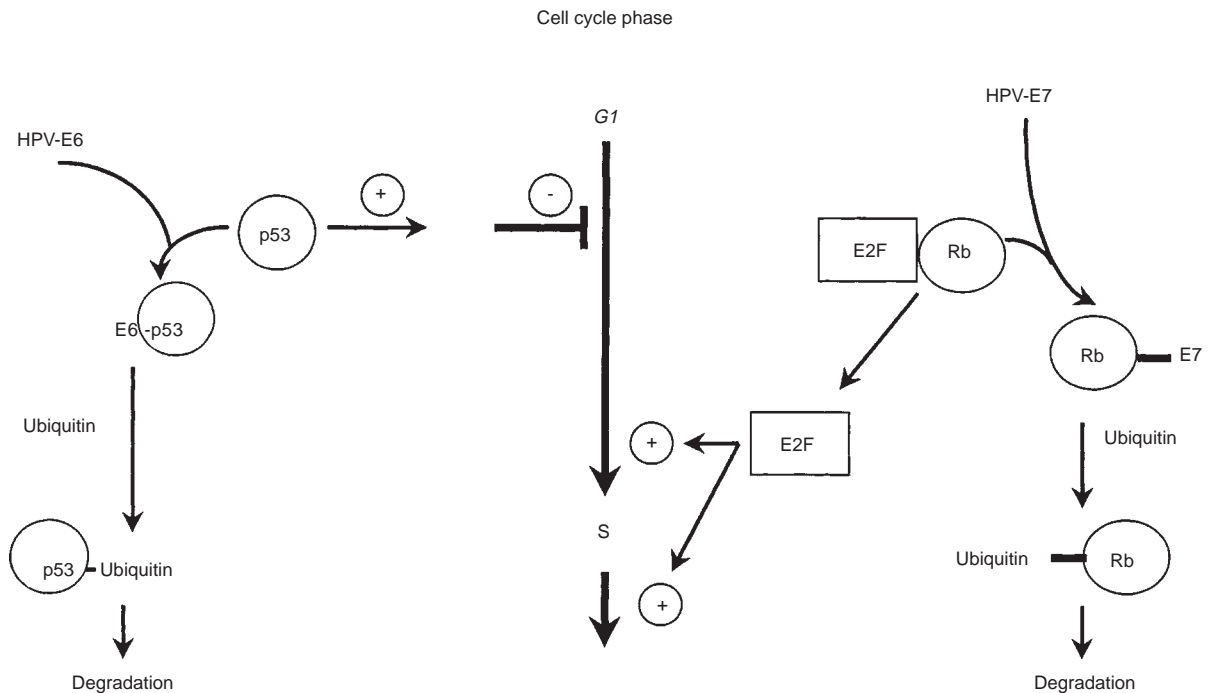 Cell cycle phase
HPV-E6
p53
+
E6 -p53
Ubiquitin
p53
Ubiquitin
Degradation
-
G1
S
HPV-E7
E2F
Rb
E2F
+
+
Rb
E7
Ubiquitin
Ubiquitin
Rb
Degradation